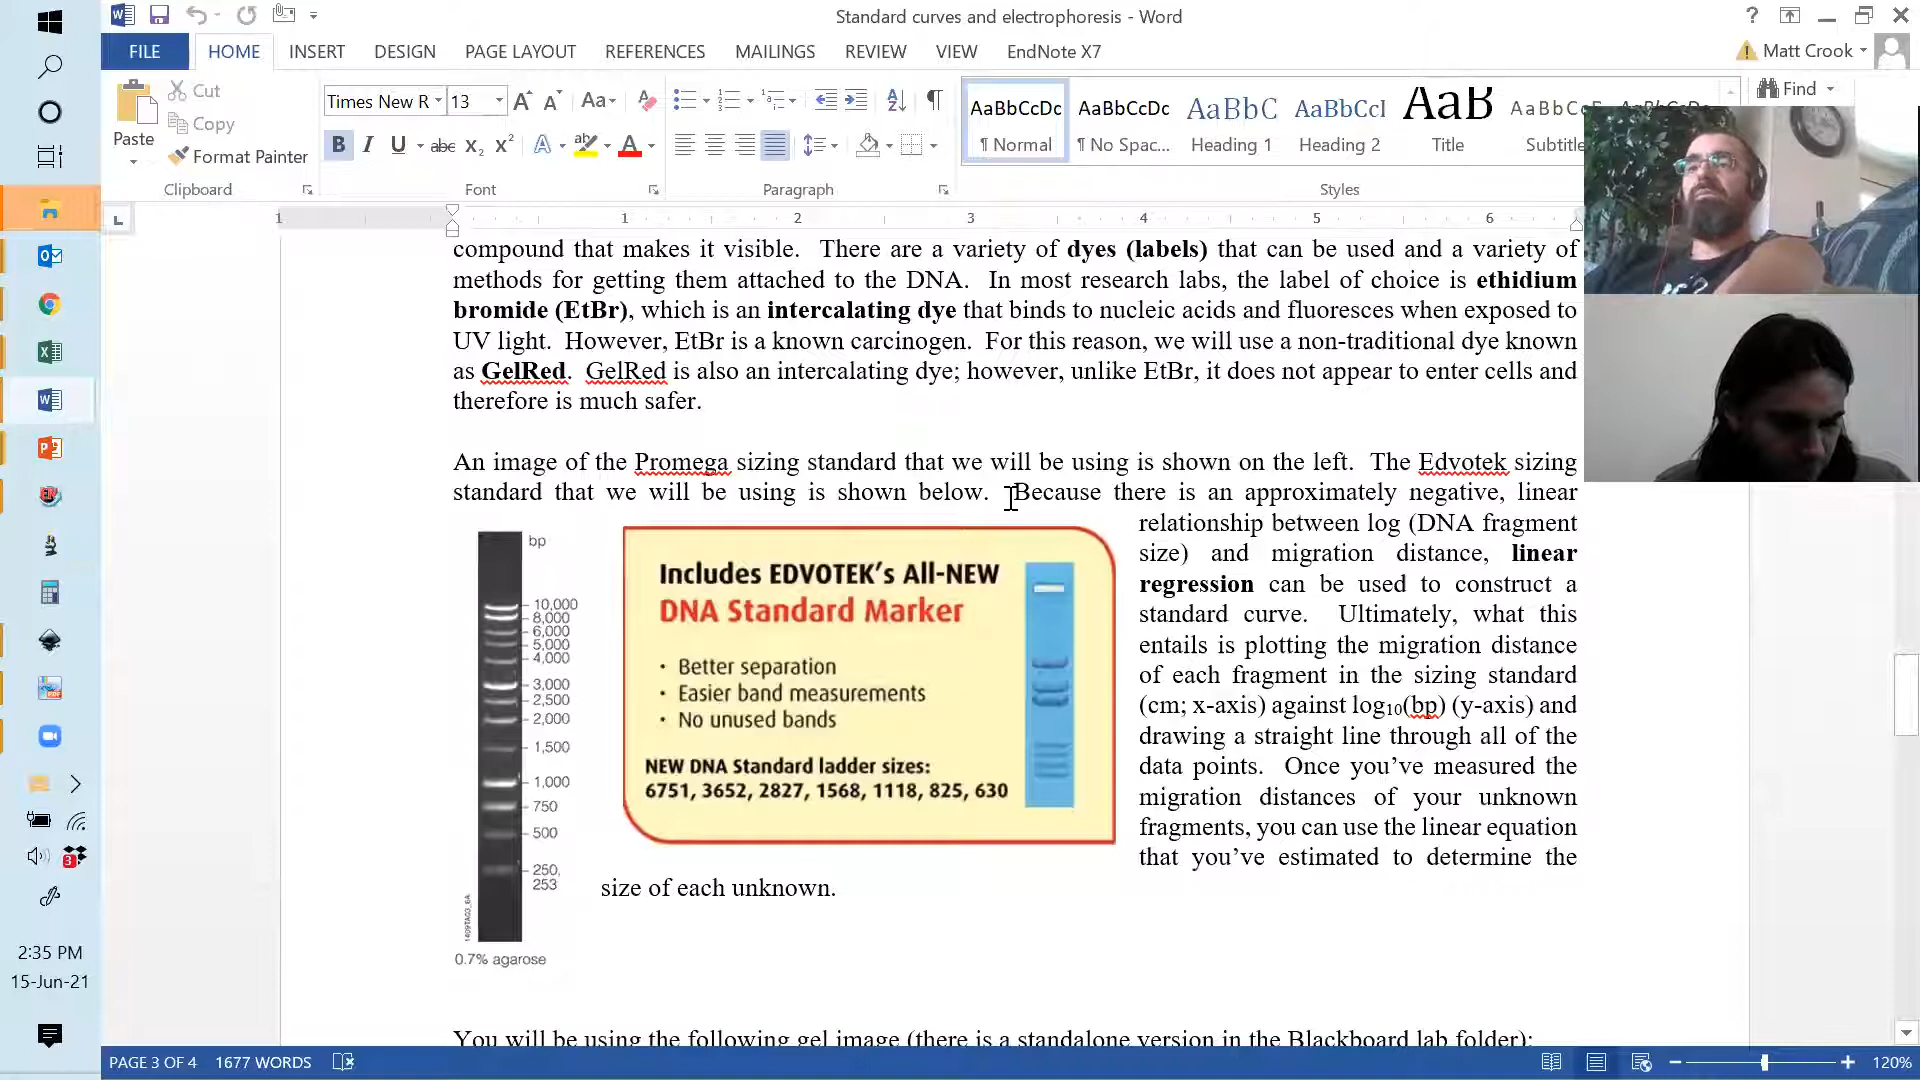 Standard curves and electrophoresis - Word
FILE HOME INSERT DESIGN PAGE LAYOUT REFERENCES MAILINGS REVIEW VIEW EndNote X7
Matt Crook
Paste
Cut
Copy
Format Painter
Times New R 13
AaBbCcDc AaBbCcDc AaBbC AaBbCcI AaB
¶ Normal ¶ No Spac... Heading 1 Heading 2 Title Subtitle
Find
Clipboard Font Paragraph Styles
1 1 2 3 4 5 6
compound that makes it visible. There are a variety of dyes (labels) that can be used and a variety of
methods for getting them attached to the DNA. In most research labs, the label of choice is ethidium
bromide (EtBr), which is an intercalating dye that binds to nucleic acids and fluoresces when exposed to
UV light. However, EtBr is a known carcinogen. For this reason, we will use a non-traditional dye known
as GelRed. GelRed is also an intercalating dye; however, unlike EtBr, it does not appear to enter cells and
therefore is much safer.
An image of the Promega sizing standard that we will be using is shown on the left. The Edvotek sizing
standard that we will be using is shown below. Because there is an approximately negative, linear
relationship between log (DNA fragment
size) and migration distance, linear
regression can be used to construct a
standard curve. Ultimately, what this
entails is plotting the migration distance
of each fragment in the sizing standard
(cm; x-axis) against log₁₀(bp) (y-axis) and
drawing a straight line through all of the
data points. Once you’ve measured the
migration distances of your unknown
fragments, you can use the linear equation
that you’ve estimated to determine the
size of each unknown.
bp
10,000
8,000
6,000
5,000
4,000
3,000
2,500
2,000
1,500
1,000
750
500
250,
253
1409TA03_6A
0.7% agarose
Includes EDVOTEK's All-NEW
DNA Standard Marker
· Better separation
· Easier band measurements
· No unused bands
NEW DNA Standard ladder sizes:
6751, 3652, 2827, 1568, 1118, 825, 630
You will be using the following gel image (there is a standalone version in the Blackboard lab folder):
3
2:35 PM
15-Jun-21
PAGE 3 OF 4 1677 WORDS
120%